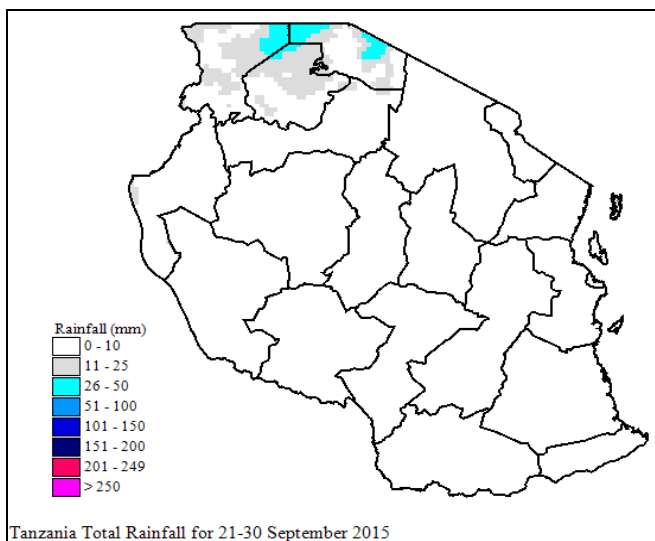 Rainfall (mm)
0 - 10
11 - 25
26 - 50
51 - 100
101 - 150
151 - 200
201 - 249
> 250
Tanzania Total Rainfall for 21-30 September 2015